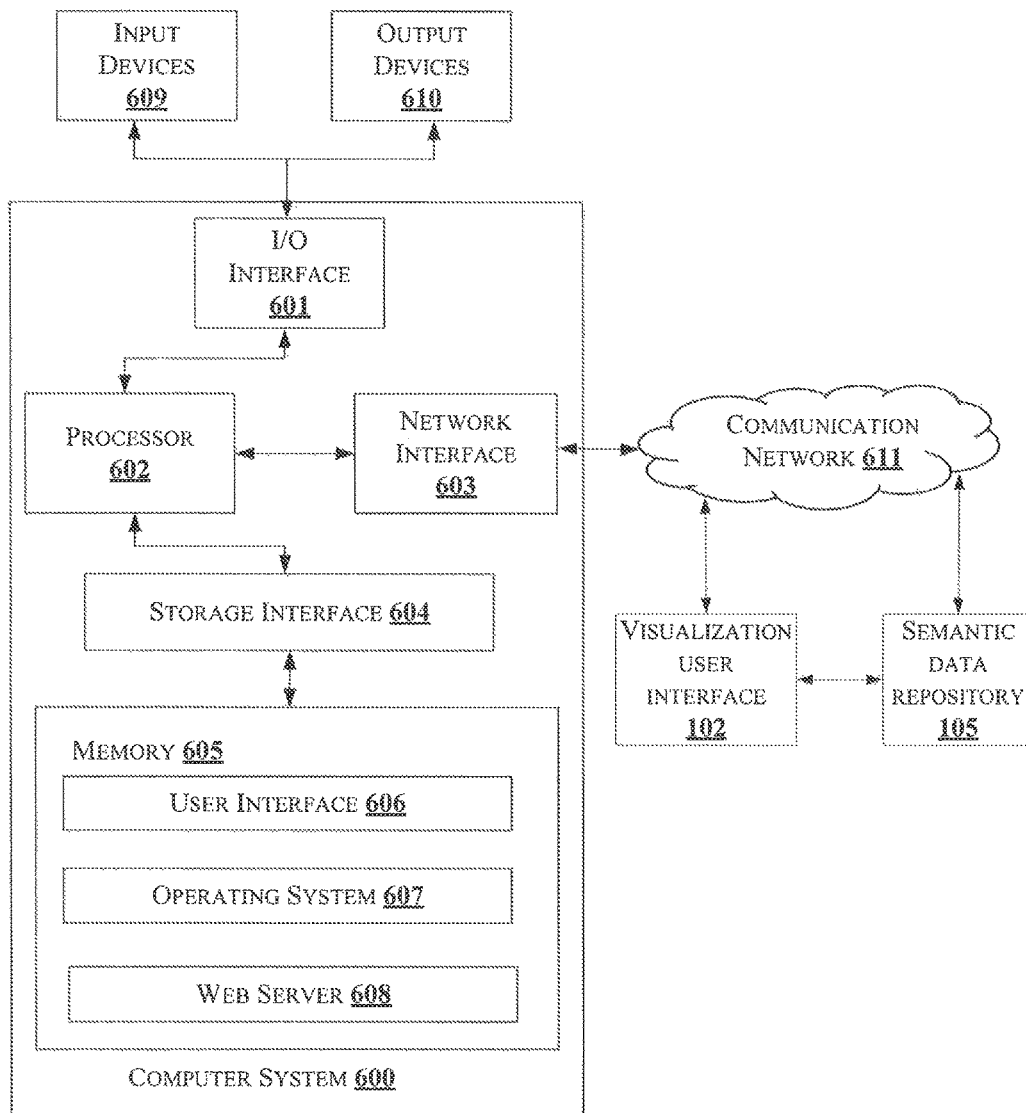 INPUT
DEVICES
609
OUTPUT
DEVICES
610
I/O
INTERFACE
601
PROCESSOR
602
NETWORK
INTERFACE
603
COMMUNICATION
NETWORK 611
STORAGE INTERFACE 604
VISUALIZATION
USER
INTERFACE
102
SEMANTIC
DATA
REPOSITORY
105
MEMORY 605
USER INTERFACE 606
OPERATING SYSTEM 607
WEB SERVER 608
COMPUTER SYSTEM 600